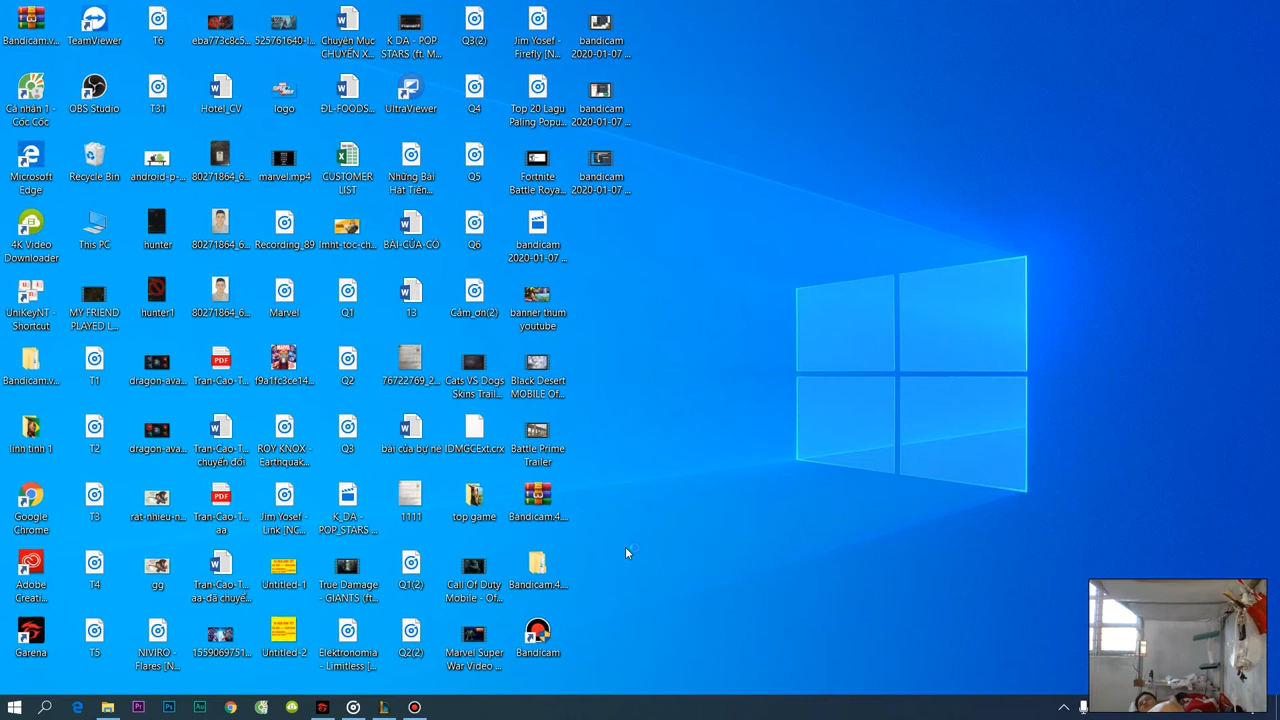 Bandicam.v...
TeamViewer
T6
eba773c8c5...
525761640-l...
Chuyên Mục
CHUYỂN X...
K DA - POP
STARS (ft. M...
Q3(2)
Jim Yosef -
Firefly [N...
bandicam
2020-01-07 ...
Cá nhân 1 -
Cốc Cốc
OBS Studio
T31
Hotel_CV
logo
ĐL-FOODS...
UltraViewer
Q4
Top 20 Lagu
Paling Popu...
bandicam
2020-01-07 ...
Microsoft
Edge
Recycle Bin
android-p-...
80271864_6...
marvel.mp4
CUSTOMER
LIST
Những Bài
Hát Tiến...
Q5
Fortnite
Battle Roya...
bandicam
2020-01-07 ...
4K Video
Downloader
This PC
hunter
80271864_6...
Recording_89
lmht-toc-ch...
BÀI-CỦA-CÔ
Q6
bandicam
2020-01-07 ...
UniKeyNT -
Shortcut
MY FRIEND
PLAYED L...
hunter1
80271864_6...
Marvel
Q1
13
Cảm_ơn(2)
banner thum
youtube
Bandicam.v...
T1
dragon-ava...
Tran-Cao-T...
f9a1fc3ce14...
Q2
76722769_2...
Cats VS Dogs
Skins Trail...
Black Desert
MOBILE Of...
linh tinh 1
T2
dragon-ava...
Tran-Cao-T...
chuyển đổi
ROY KNOX -
Earthquak...
Q3
bài của bự nè
IDMGCExt.crx
Battle Prime
Trailer
Google
Chrome
T3
rat-nhieu-n...
Tran-Cao-T...
aa
Jim Yosef -
Link [NC...
K_DA -
POP_STARS ...
1111
top game
Bandicam.4....
Adobe
Creati...
T4
gg
Tran-Cao-T...
aa-đã chuyể...
Untitled-1
True Damage
- GIANTS (ft...
Q1(2)
Call Of Duty
Mobile - Of...
Bandicam.4....
Garena
T5
NIVIRO -
Flares [N...
1559069751...
Untitled-2
Elektronomia
- Limitless [...
Q2(2)
Marvel Super
War Video ...
Bandicam